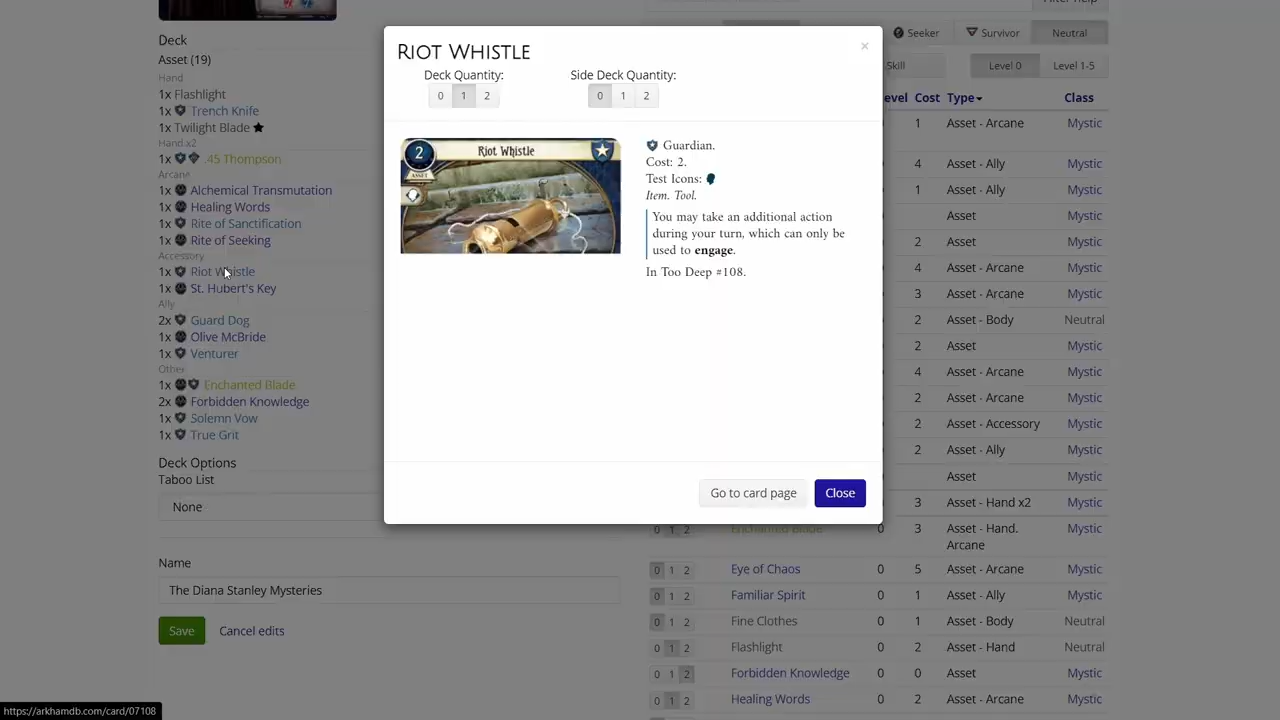 Deck
Asset (19)
Hand
1x Flashlight
1x Trench Knife
1x Twilight Blade
Hand x2
1x .45 Thompson
Arcane
1x Alchemical Transmutation
1x Healing Words
1x Rite of Sanctification
1x Rite of Seeking
Accessory
1x Riot Whistle
1x St. Hubert's Key
Ally
2x Guard Dog
1x Olive McBride
1x Venturer
Other
1x Enchanted Blade
2x Forbidden Knowledge
1x Solemn Vow
1x True Grit
Deck Options
Taboo List
None
Name
The Diana Stanley Mysteries
Save Cancel edits
https://arkhamdb.com/card/07108
RIOT WHISTLE
×
Deck Quantity: Side Deck Quantity:
0 1 2 0 1 2
2
Riot Whistle
ASSET
Guardian.
Cost: 2.
Test Icons:
Item. Tool.
You may take an additional action
during your turn, which can only be
used to engage.
In Too Deep #108.
Go to card page Close
Filter Help
Seeker Survivor Neutral
Skill Level 0 Level 1-5
evel Cost Type Class
1 Asset - Arcane Mystic
4 Asset - Ally Mystic
1 Asset - Ally Mystic
Asset Mystic
2 Asset Mystic
4 Asset - Arcane Mystic
3 Asset - Arcane Mystic
2 Asset - Body Neutral
2 Asset Mystic
4 Asset - Arcane Mystic
2 Asset - Arcane Mystic
2 Asset - Accessory Mystic
2 Asset - Ally Mystic
Asset Mystic
3 Asset - Hand x2 Mystic
0 1 2 Enchanted Blade 0 3 Asset - Hand. Mystic
Arcane
0 1 2 Eye of Chaos 0 5 Asset - Arcane Mystic
0 1 2 Familiar Spirit 0 1 Asset - Ally Mystic
0 1 2 Fine Clothes 0 1 Asset - Body Neutral
0 1 2 Flashlight 0 2 Asset - Hand Neutral
0 1 2 Forbidden Knowledge 0 0 Asset Mystic
0 1 2 Healing Words 0 2 Asset - Arcane Mystic